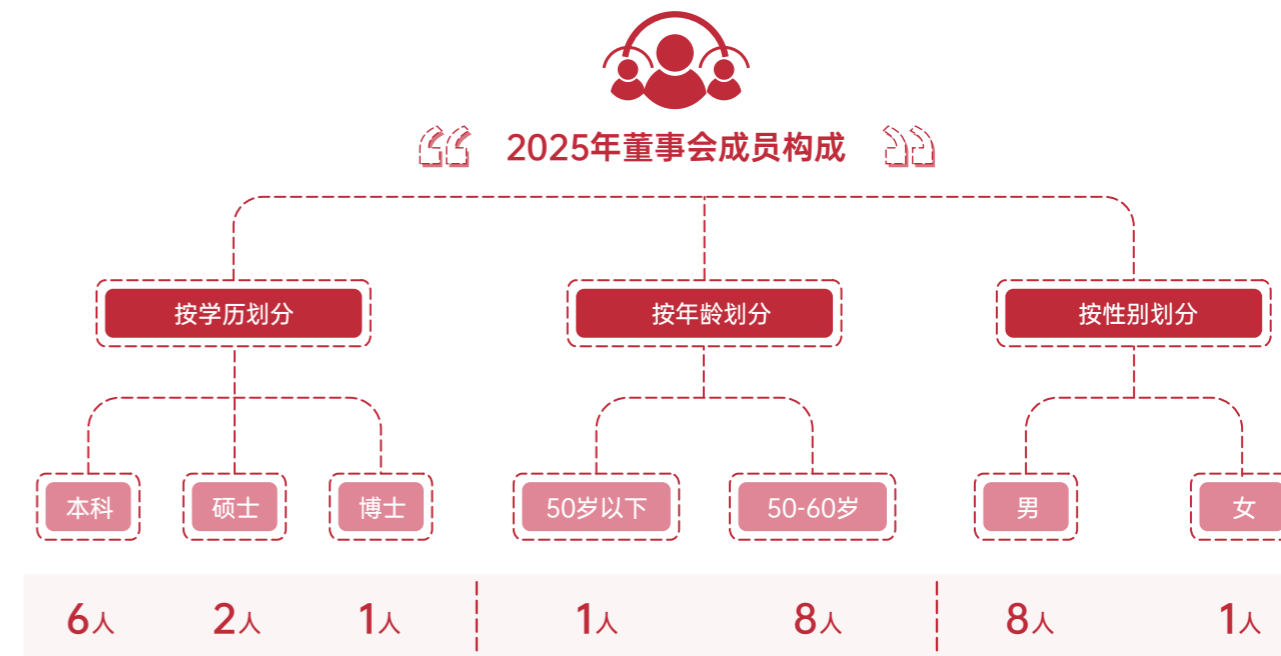 2025年董事会成员构成
按学历划分 按年龄划分 按性别划分
本科 硕士 博士 50岁以下 50-60岁 男 女
6人 2人 1人 1人 8人 8人 1人